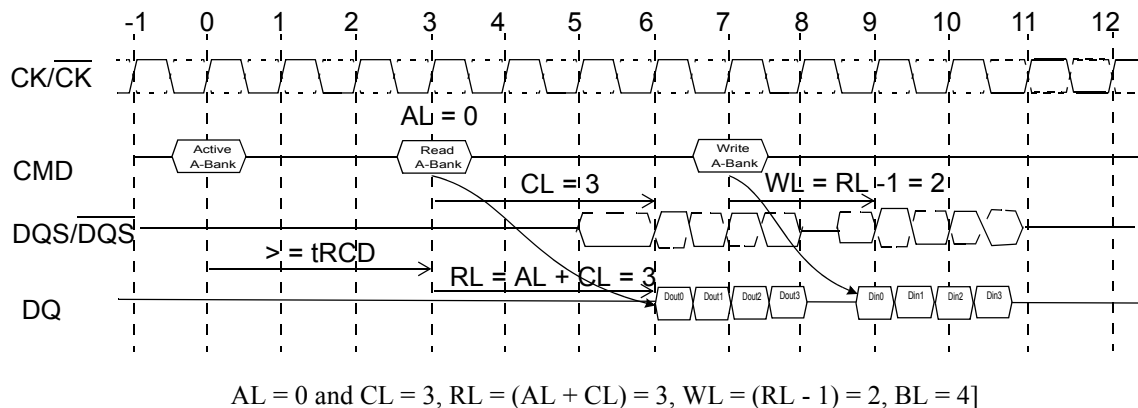 -1 0 1 2 3 4 5 6 7 8 9 10 11 12
CK/CK
AL = 0
CMD
Active
A-Bank
Read
A-Bank
Write
A-Bank
CL = 3
WL = RL -1 = 2
DQS/DQS
> = tRCD
RL = AL + CL = 3
DQ
Dout0 Dout1 Dout2 Dout3 Din0 Din1 Din2 Din3
AL = 0 and CL = 3, RL = (AL + CL) = 3, WL = (RL - 1) = 2, BL = 4]